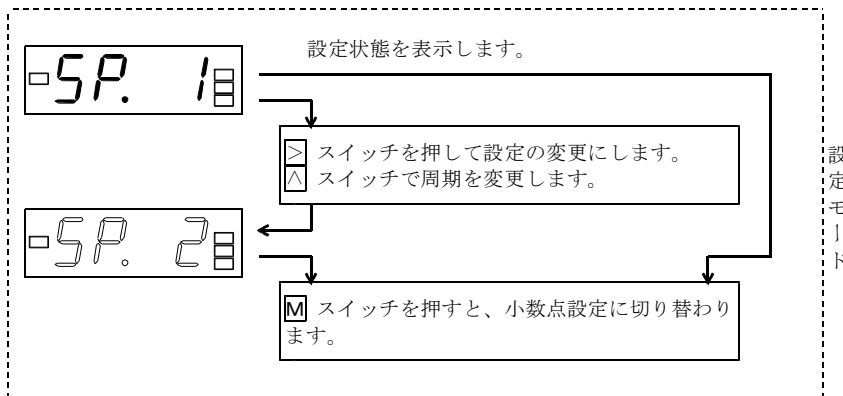 設定状態を表示します。
-SP. 1
> スイッチを押して設定の変更にします。
∧ スイッチで周期を変更します。
-SP. 2
M スイッチを押すと、小数点設定に切り替わり
ます。
設定モード